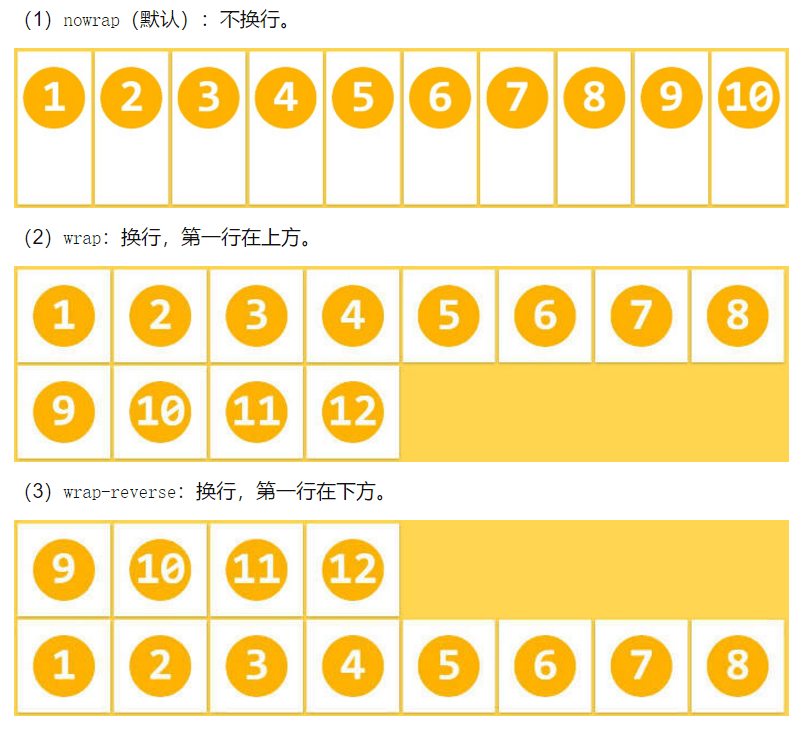 （1）nowrap（默认）：不换行。
1 2 3 4 5 6 7 8 9 10
（2）wrap：换行，第一行在上方。
1 2 3 4 5 6 7 8
9 10 11 12
（3）wrap-reverse：换行，第一行在下方。
9 10 11 12
1 2 3 4 5 6 7 8